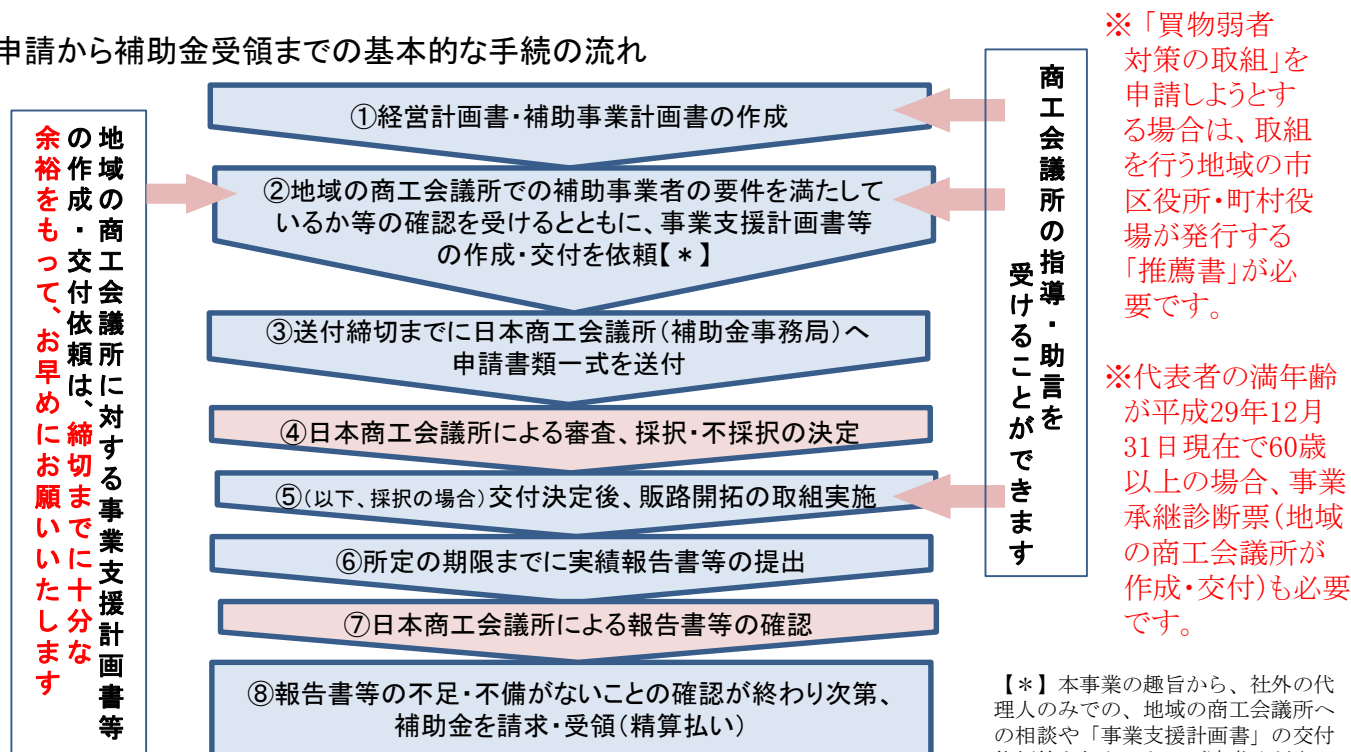 申請から補助金受領までの基本的な手続の流れ
地域の商工会議所に対する事業支援計画書等
の作成・交付依頼は、締切までに十分な
余裕をもって、お早めにお願いいたします
①経営計画書・補助事業計画書の作成
②地域の商工会議所での補助事業者の要件を満たして
いるか等の確認を受けるとともに、事業支援計画書等
の作成・交付を依頼【＊】
③送付締切までに日本商工会議所（補助金事務局）へ
申請書類一式を送付
④日本商工会議所による審査、採択・不採択の決定
⑤（以下、採択の場合）交付決定後、販路開拓の取組実施
⑥所定の期限までに実績報告書等の提出
⑦日本商工会議所による報告書等の確認
⑧報告書等の不足・不備がないことの確認が終わり次第、
補助金を請求・受領（精算払い）
商工会議所の指導・助言を
受けることができます
※「買物弱者
対策の取組」を
申請しようとす
る場合は、取組
を行う地域の市
区役所・町村役
場が発行する
「推薦書」が必
要です。
※代表者の満年齢
が平成29年12月
31日現在で60歳
以上の場合、事業
承継診断票（地域
の商工会議所が
作成・交付）も必要
です。
【＊】本事業の趣旨から、社外の代
理人のみでの、地域の商工会議所へ
の相談や「事業支援計画書」の交付